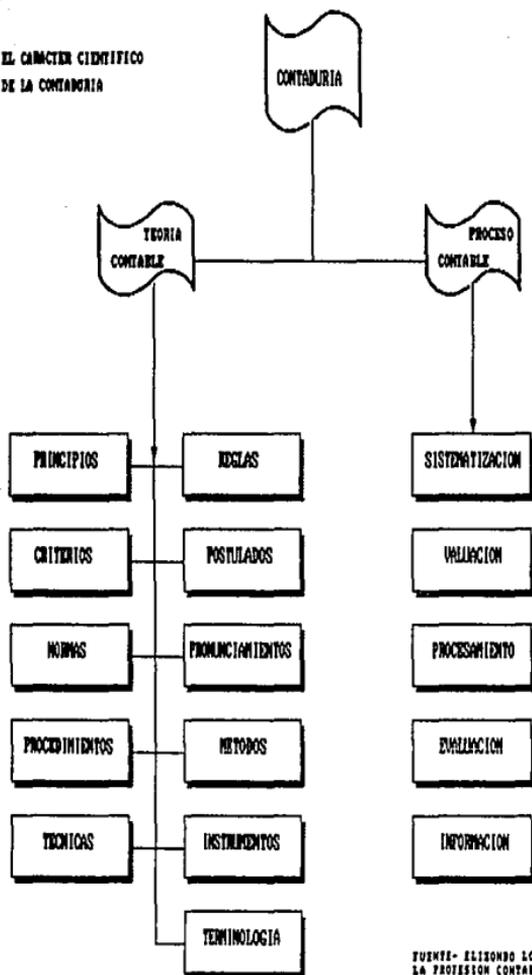 EL CARACTER CIENTIFICO
DE LA CONTADURIA
CONTADURIA
TEORIA
CONTABLE
PROCESO
CONTABLE
PRINCIPIOS
REGLAS
SISTEMATIZACION
CRITERIOS
POSTULADOS
VALUACION
NORMAS
PRONUNCIAMIENTOS
PROCESAMIENTO
PROCEDIMIENTOS
METODOS
EVALUACION
TECNICAS
INSTRUMENTOS
INFORMACION
TERMINOLOGIA
FUENTE- ELIZONDO
LA PROFESION